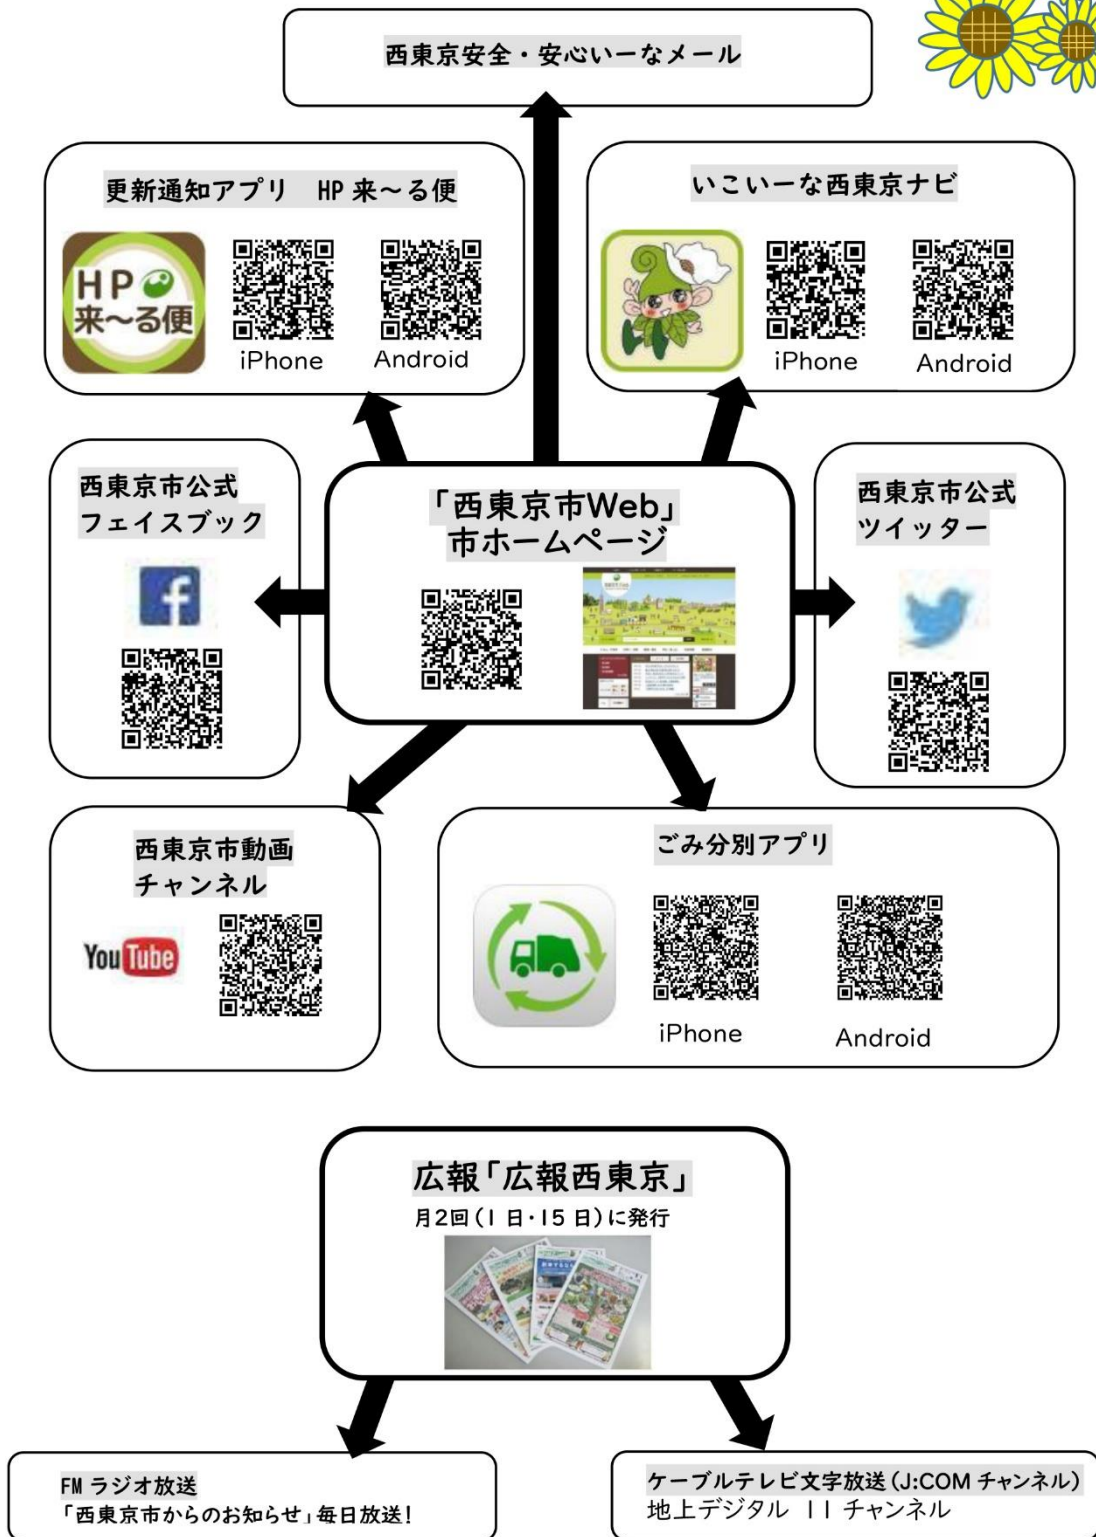 西東京安全・安心いーなメール
更新通知アプリ　HP 来～る便
HP
来～る便
iPhone
Android
いこいーな西東京ナビ
iPhone
Android
西東京市公式
フェイスブック
f
「西東京市Web」
市ホームページ
西東京市公式
ツイッター
西東京市動画
チャンネル
YouTube
ごみ分別アプリ
iPhone
Android
広報「広報西東京」
月2回(1日・15日)に発行
FM ラジオ放送
「西東京市からのお知らせ」毎日放送!
ケーブルテレビ文字放送(J:COM チャンネル)
地上デジタル 11 チャンネル